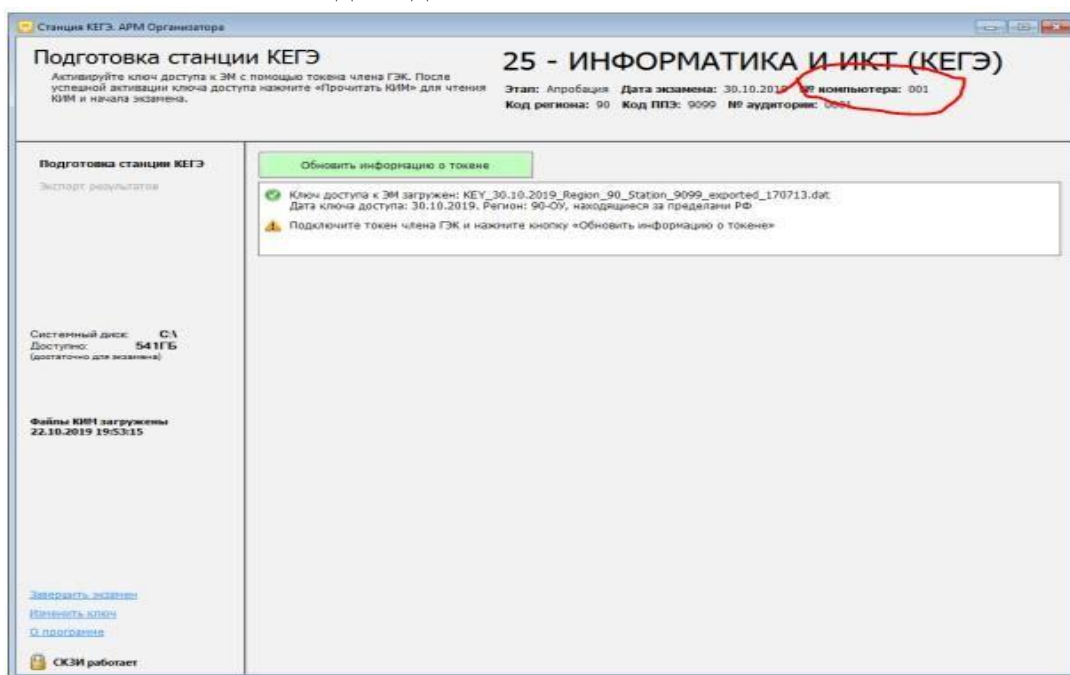 Станция КЕГЭ. АРМ Организатора
Подготовка станции КЕГЭ
Активируйте ключ доступа к ЭМ с помощью токена члена ГЭК. После
успешной активации ключа доступа нажмите «Прочитать КИМ» для чтения
КИМ и начала экзамена.
25 - ИНФОРМАТИКА И ИКТ (КЕГЭ)
Этап: Апробация Дата экзамена: 30.10.2019 № компьютера: 001
Код региона: 90 Код ППЭ: 9099 № аудитории: 0001
Подготовка станции КЕГЭ
Экспорт результатов
Обновить информацию о токене
Ключ доступа к ЭМ загружен: KEY_30.10.2019_Region_90_Station_9099_exported_170713.dat
Дата ключа доступа: 30.10.2019. Регион: 90-ОУ, находящиеся за пределами РФ
Подключите токен члена ГЭК и нажмите кнопку «Обновить информацию о токене»
Системный диск: C:\
Доступно: 541ГБ
(достаточно для экзамена)
Файлы КИМ загружены
22.10.2019 19:53:15
Завершить экзамен
Изменить ключ
О программе
СКЗИ работает